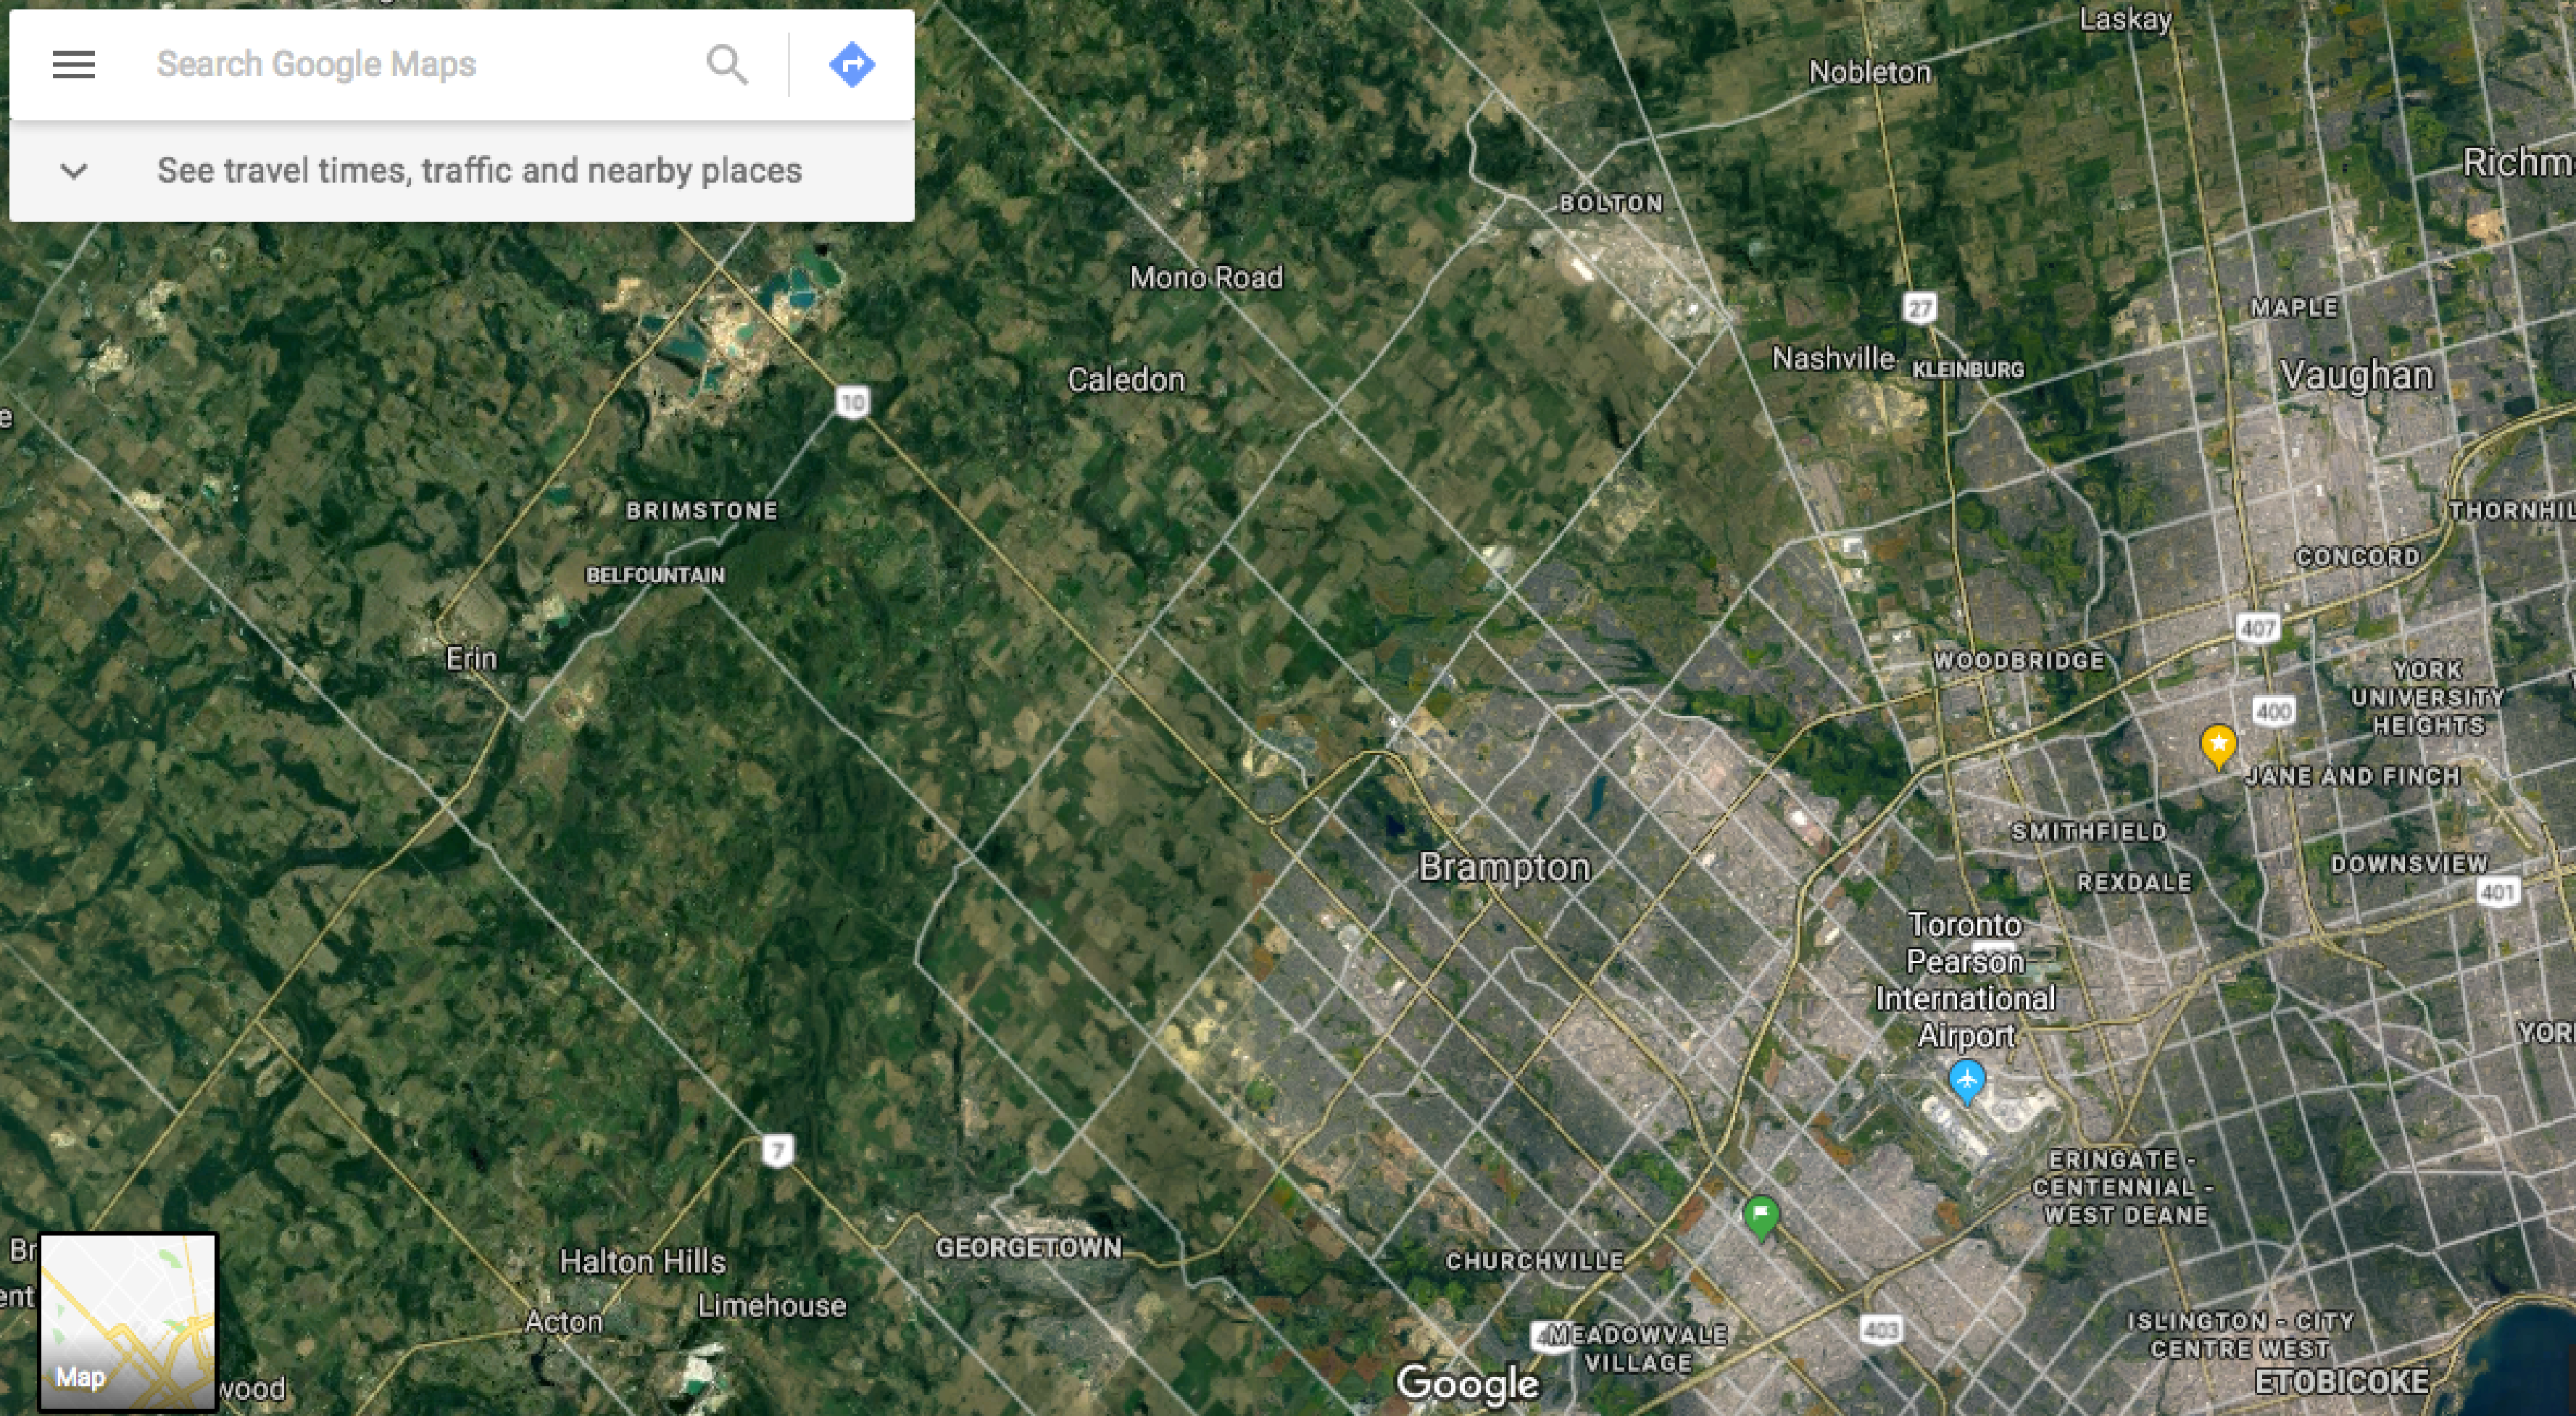 Search Google Maps
See travel times, traffic and nearby places
Laskay
Nobleton
Richm
BOLTON
Mono Road
27
MAPLE
Nashville
KLEINBURG
Vaughan
Caledon
10
e
BRIMSTONE
THORNHIL
CONCORD
BELFOUNTAIN
407
Erin
WOODBRIDGE
YORK
UNIVERSITY
HEIGHTS
400
JANE AND FINCH
SMITHFIELD
Brampton
DOWNSVIEW
REXDALE
401
Toronto
Pearson
International
Airport
YOR
7
ERINGATE -
CENTENNIAL -
WEST DEANE
Br
GEORGETOWN
Halton Hills
CHURCHVILLE
ent
Limehouse
Acton
403
MEADOWVALE
VILLAGE
ISLINGTON - CITY
CENTRE WEST
Map
wood
Google
ETOBICOKE